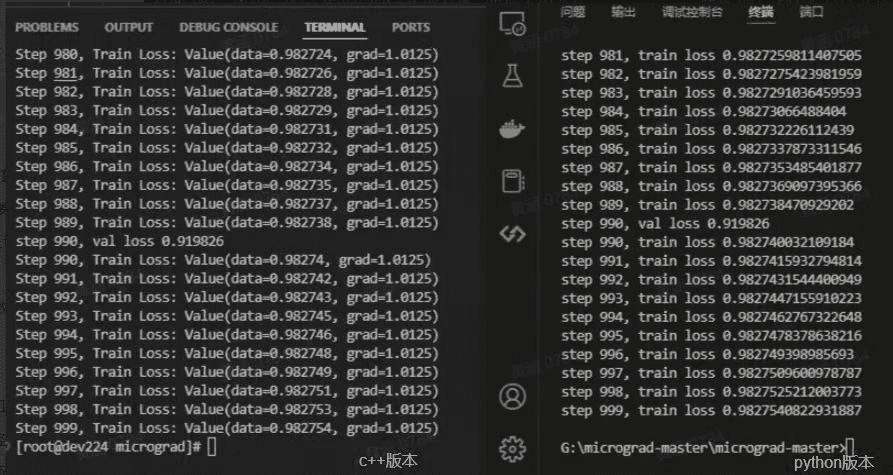 PROBLEMS OUTPUT DEBUG CONSOLE TERMINAL PORTS
Step 980, Train Loss: Value(data=0.982724, grad=1.0125)
Step 981, Train Loss: Value(data=0.982726, grad=1.0125)
Step 982, Train Loss: Value(data=0.982728, grad=1.0125)
Step 983, Train Loss: Value(data=0.982729, grad=1.0125)
Step 984, Train Loss: Value(data=0.982731, grad=1.0125)
Step 985, Train Loss: Value(data=0.982732, grad=1.0125)
Step 986, Train Loss: Value(data=0.982734, grad=1.0125)
Step 987, Train Loss: Value(data=0.982735, grad=1.0125)
Step 988, Train Loss: Value(data=0.982737, grad=1.0125)
Step 989, Train Loss: Value(data=0.982738, grad=1.0125)
step 990, val loss 0.919826
Step 990, Train Loss: Value(data=0.98274, grad=1.0125)
Step 991, Train Loss: Value(data=0.982742, grad=1.0125)
Step 992, Train Loss: Value(data=0.982743, grad=1.0125)
Step 993, Train Loss: Value(data=0.982745, grad=1.0125)
Step 994, Train Loss: Value(data=0.982746, grad=1.0125)
Step 995, Train Loss: Value(data=0.982748, grad=1.0125)
Step 996, Train Loss: Value(data=0.982749, grad=1.0125)
Step 997, Train Loss: Value(data=0.982751, grad=1.0125)
Step 998, Train Loss: Value(data=0.982753, grad=1.0125)
Step 999, Train Loss: Value(data=0.982754, grad=1.0125)
[root@dev224 micrograd]#
c++版本
问题 输出 调试控制台 终端 端口
step 981, train loss 0.9827259811407505
step 982, train loss 0.9827275423981959
step 983, train loss 0.9827291036459593
step 984, train loss 0.98273066488404
step 985, train loss 0.982732226112439
step 986, train loss 0.9827337873311546
step 987, train loss 0.9827353485401877
step 988, train loss 0.9827369097395366
step 989, train loss 0.982738470929202
step 990, val loss 0.919826
step 990, train loss 0.982740032109184
step 991, train loss 0.9827415932794814
step 992, train loss 0.9827431544400949
step 993, train loss 0.9827447155910223
step 994, train loss 0.9827462767322648
step 995, train loss 0.9827478378638216
step 996, train loss 0.982749398985693
step 997, train loss 0.9827509600978787
step 998, train loss 0.9827525212003773
step 999, train loss 0.9827540822931887
G:\micrograd-master\micrograd-master>
python版本